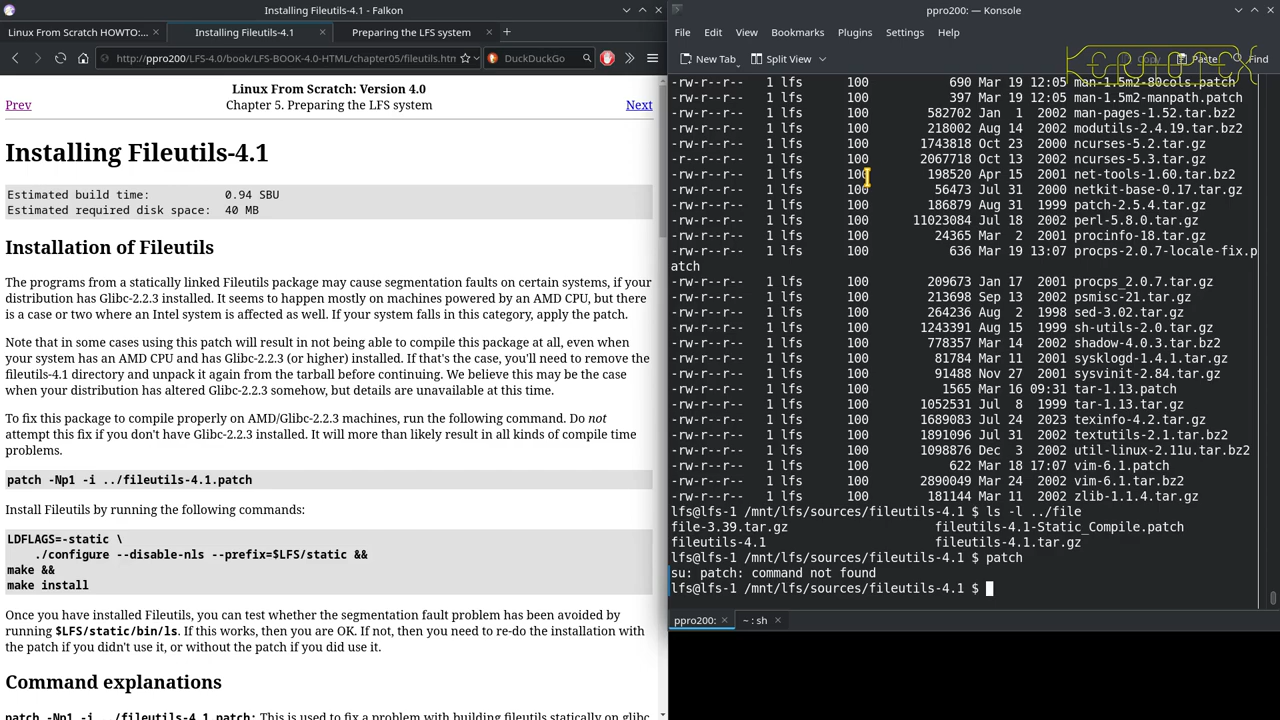 Installing Fileutils-4.1 - Falkon
Linux From Scratch HOWTO:...
Installing Fileutils-4.1
Preparing the LFS system
http://ppro200/LFS-4.0/book/LFS-BOOK-4.0-HTML/chapter05/fileutils.htm
DuckDuckGo
Linux From Scratch: Version 4.0
Prev
Chapter 5. Preparing the LFS system
Next
Installing Fileutils-4.1
Estimated build time: 0.94 SBU
Estimated required disk space: 40 MB
Installation of Fileutils
The programs from a statically linked Fileutils package may cause segmentation faults on certain systems, if your
distribution has Glibc-2.2.3 installed. It seems to happen mostly on machines powered by an AMD CPU, but there
is a case or two where an Intel system is affected as well. If your system falls in this category, apply the patch.
Note that in some cases using this patch will result in not being able to compile this package at all, even when
your system has an AMD CPU and has Glibc-2.2.3 (or higher) installed. If that's the case, you'll need to remove the
fileutils-4.1 directory and unpack it again from the tarball before continuing. We believe this may be the case
when your distribution has altered Glibc-2.2.3 somehow, but details are unavailable at this time.
To fix this package to compile properly on AMD/Glibc-2.2.3 machines, run the following command. Do not
attempt this fix if you don't have Glibc-2.2.3 installed. It will more than likely result in all kinds of compile time
problems.
patch -Np1 -i ../fileutils-4.1.patch
Install Fileutils by running the following commands:
LDFLAGS=-static \
./configure --disable-nls --prefix=$LFS/static &&
make &&
make install
Once you have installed Fileutils, you can test whether the segmentation fault problem has been avoided by
running $LFS/static/bin/ls. If this works, then you are OK. If not, then you need to re-do the installation with
the patch if you didn't use it, or without the patch if you did use it.
Command explanations
patch -Np1 -i ../fileutils-4.1.patch: This is used to fix a problem with building fileutils statically on glibc
ppro200: — Konsole
File Edit View Bookmarks Plugins Settings Help
New Tab Split View Copy Paste Find
-rw-r--r-- 1 lfs 100 690 Mar 19 12:05 man-1.5m2-80cols.patch
-rw-r--r-- 1 lfs 100 397 Mar 19 12:05 man-1.5m2-manpath.patch
-rw-r--r-- 1 lfs 100 582702 Jan 1 2002 man-pages-1.52.tar.bz2
-rw-r--r-- 1 lfs 100 218002 Aug 14 2002 modutils-2.4.19.tar.bz2
-rw-r--r-- 1 lfs 100 1743818 Oct 23 2000 ncurses-5.2.tar.gz
-r--r--r-- 1 lfs 100 2067718 Oct 13 2002 ncurses-5.3.tar.gz
-rw-r--r-- 1 lfs 100 198520 Apr 15 2001 net-tools-1.60.tar.bz2
-rw-r--r-- 1 lfs 100 56473 Jul 31 2000 netkit-base-0.17.tar.gz
-rw-r--r-- 1 lfs 100 186879 Aug 31 1999 patch-2.5.4.tar.gz
-rw-r--r-- 1 lfs 100 11023084 Jul 18 2002 perl-5.8.0.tar.gz
-rw-r--r-- 1 lfs 100 24365 Mar 2 2001 procinfo-18.tar.gz
-rw-r--r-- 1 lfs 100 636 Mar 19 13:07 procps-2.0.7-locale-fix.p
atch
-rw-r--r-- 1 lfs 100 209673 Jan 17 2001 procps_2.0.7.tar.gz
-rw-r--r-- 1 lfs 100 213698 Sep 13 2002 psmisc-21.tar.gz
-rw-r--r-- 1 lfs 100 264236 Aug 2 1998 sed-3.02.tar.gz
-rw-r--r-- 1 lfs 100 1243391 Aug 15 1999 sh-utils-2.0.tar.gz
-rw-r--r-- 1 lfs 100 778357 Mar 14 2002 shadow-4.0.3.tar.bz2
-rw-r--r-- 1 lfs 100 81784 Mar 11 2001 sysklogd-1.4.1.tar.gz
-rw-r--r-- 1 lfs 100 91488 Nov 27 2001 sysvinit-2.84.tar.gz
-rw-r--r-- 1 lfs 100 1565 Mar 16 09:31 tar-1.13.patch
-rw-r--r-- 1 lfs 100 1052531 Jul 8 1999 tar-1.13.tar.gz
-rw-r--r-- 1 lfs 100 1689083 Jul 24 2023 texinfo-4.2.tar.gz
-rw-r--r-- 1 lfs 100 1891096 Jul 31 2002 textutils-2.1.tar.bz2
-rw-r--r-- 1 lfs 100 1098876 Dec 3 2002 util-linux-2.11u.tar.bz2
-rw-r--r-- 1 lfs 100 622 Mar 18 17:07 vim-6.1.patch
-rw-r--r-- 1 lfs 100 2890049 Mar 24 2002 vim-6.1.tar.bz2
-rw-r--r-- 1 lfs 100 181144 Mar 11 2002 zlib-1.1.4.tar.gz
lfs@lfs-1 /mnt/lfs/sources/fileutils-4.1 $ ls -l ../file
file-3.39.tar.gz fileutils-4.1-Static_Compile.patch
fileutils-4.1 fileutils-4.1.tar.gz
lfs@lfs-1 /mnt/lfs/sources/fileutils-4.1 $ patch
su: patch: command not found
lfs@lfs-1 /mnt/lfs/sources/fileutils-4.1 $
ppro200:
~ : sh